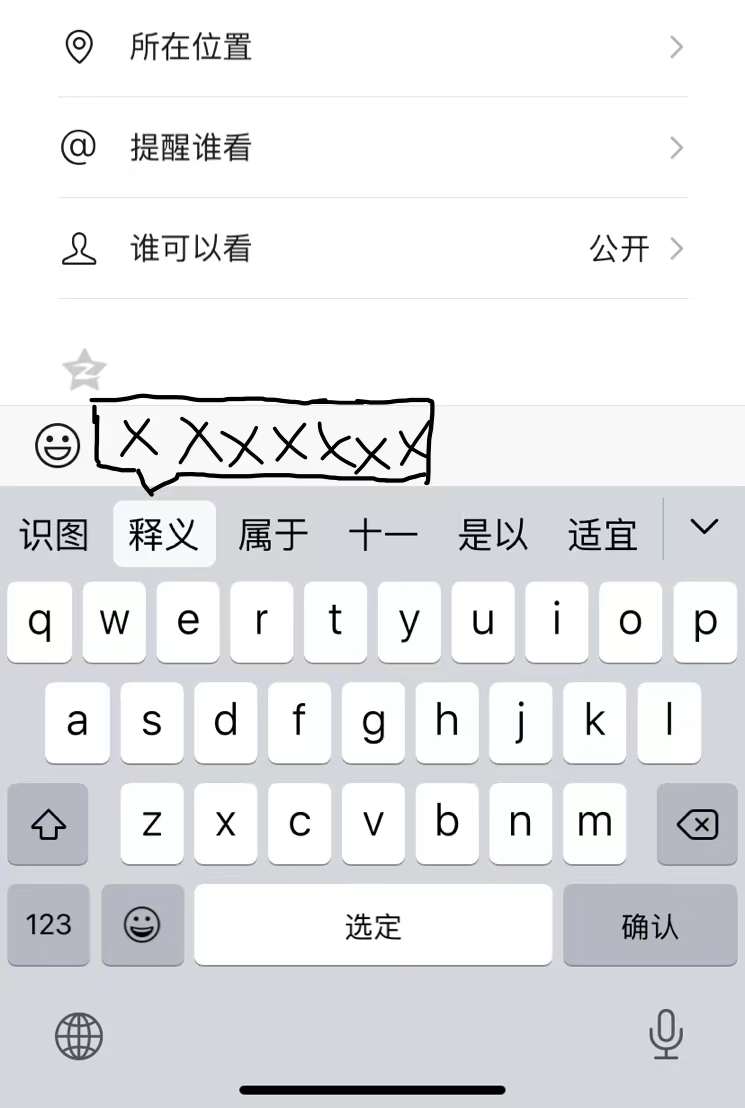 所在位置
@ 提醒谁看
谁可以看 公开
X X X X X X X
识图 释义 属于 十一 是以 适宜
q w e r t y u i o p
a s d f g h j k l
z x c v b n m
123 选定 确认